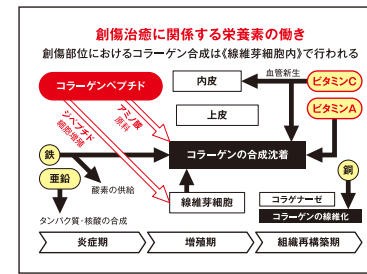 創傷治癒に関係する栄養素の働き
創傷部位におけるコラーゲン合成は《線維芽細胞内》で行われる
コラーゲンペプチド
内皮
血管新生
ビタミンC
上皮
ビタミンA
アミノ酸
原料
ジペプチド
細胞増殖
鉄
コラーゲンの合成沈着
銅
亜鉛
酸素の供給
線維芽細胞
コラゲナーゼ
コラーゲンの線維化
タンパク質・核酸の合成
炎症期
増殖期
組織再構築期